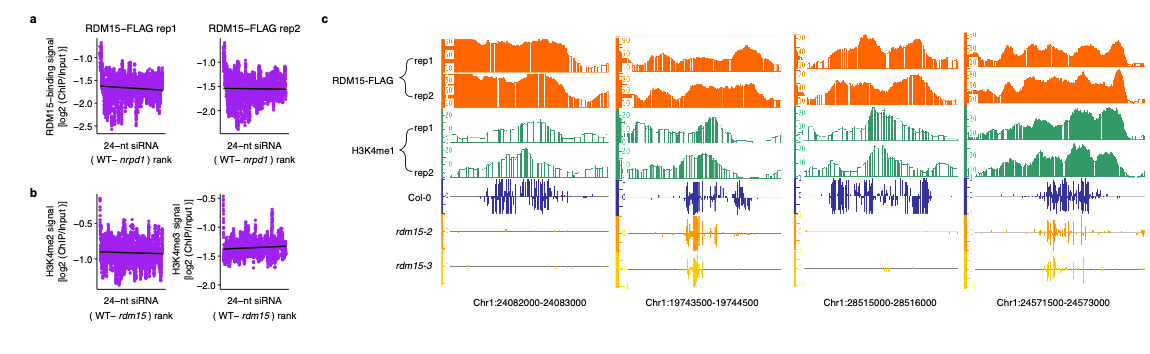 a
RDM15−FLAG rep1
RDM15−FLAG rep2
RDM15−binding signal
[log2 (ChIP/Input)]
−1.0
−1.5
−2.0
−2.5
−1.0
−1.5
−2.0
24−nt siRNA
( WT− nrpd1 ) rank
24−nt siRNA
( WT− nrpd1 ) rank
b
H3K4me2 signal
[log2 (ChIP/Input )]
−0.5
−1.0
H3K4me3 signal
[log2 (ChIP/Input )]
−0.5
−1.0
−1.5
−2.0
24−nt siRNA
( WT− rdm15 ) rank
24−nt siRNA
( WT− rdm15 ) rank
c
RDM15-FLAG
rep1
rep2
H3K4me1
rep1
rep2
Col-0
rdm15-2
rdm15-3
Chr1:24082000-24083000
Chr1:19743500-19744500
Chr1:28515000-28516000
Chr1:24571500-24573000